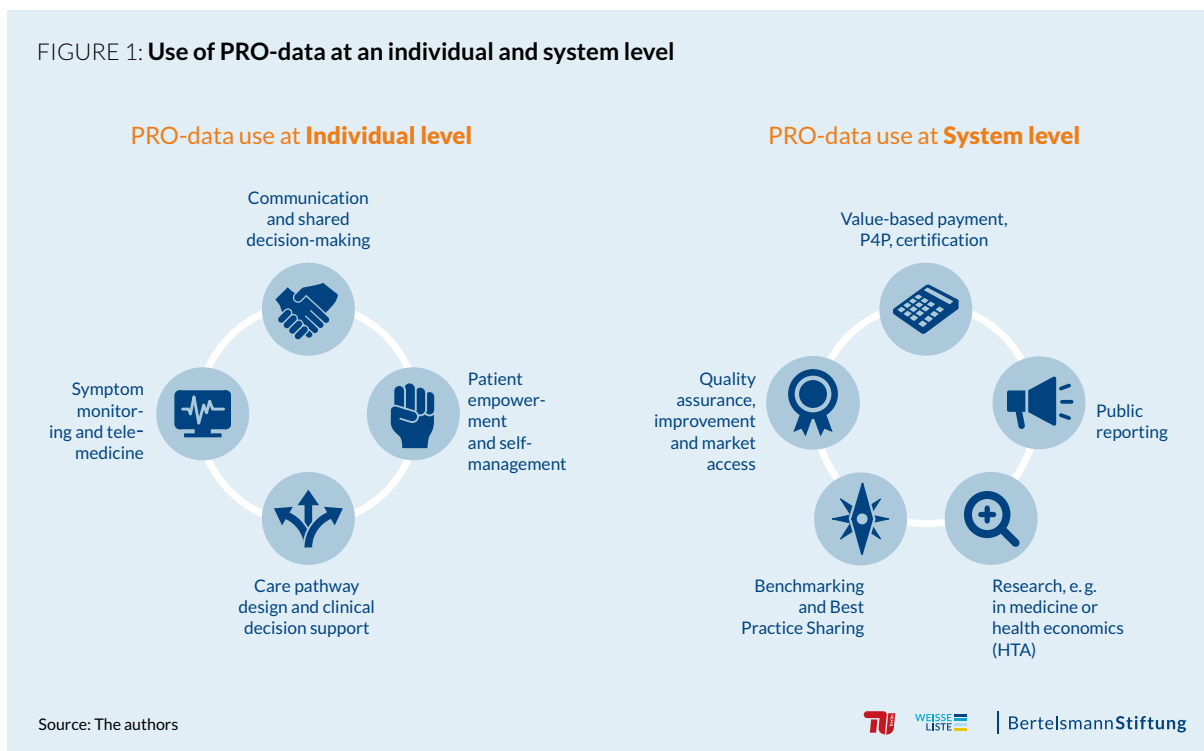 FIGURE 1: Use of PRO-data at an individual and system level
PRO-data use at Individual level
Communication
and shared
decision-making
Patient
empower-
ment
and self-
management
Care pathway
design and clinical
decision support
Symptom
monitor-
ing and tele-
medicine
PRO-data use at System level
Value-based payment,
P4P, certification
Public
reporting
Research, e. g.
in medicine or
health economics
(HTA)
Benchmarking
and Best
Practice Sharing
Quality
assurance,
improvement
and market
access
Source: The authors
WEISSE
LISTE
BertelsmannStiftung